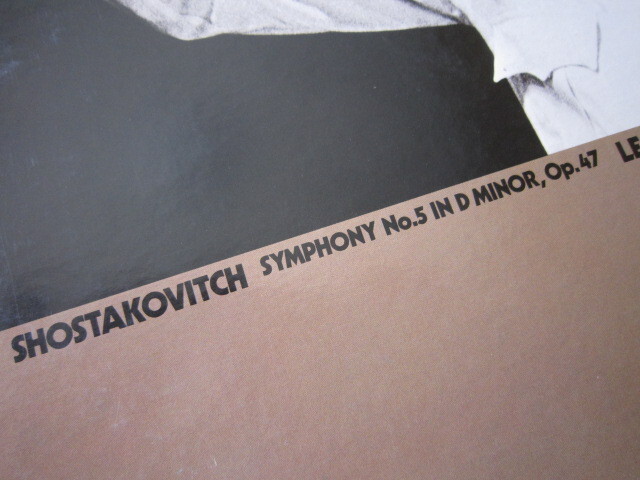 SHOSTAKOVITCH SYMPHONY No.5 IN D MINOR, Op.47 LE